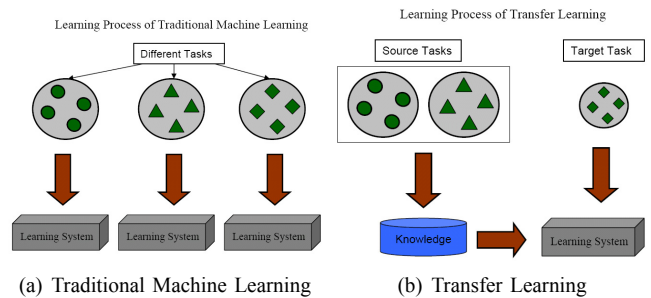 Learning Process of Traditional Machine Learning
Different Tasks
Learning System
Learning System
Learning System
(a) Traditional Machine Learning
Learning Process of Transfer Learning
Source Tasks
Target Task
Knowledge
Learning System
(b) Transfer Learning